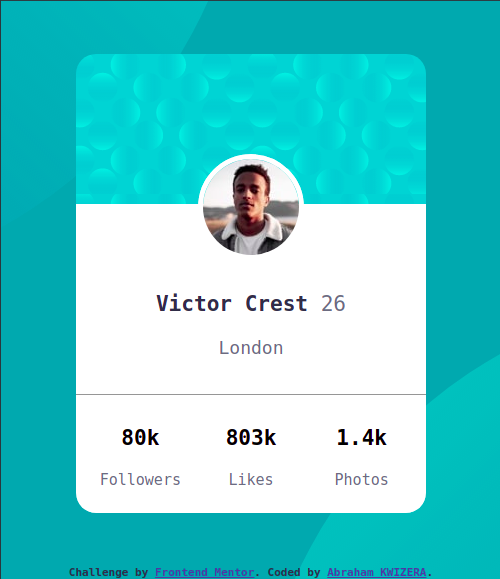 Victor Crest 26
London
80k 803k 1.4k
Followers Likes Photos
Challenge by Frontend Mentor. Coded by Abraham KWIZERA.